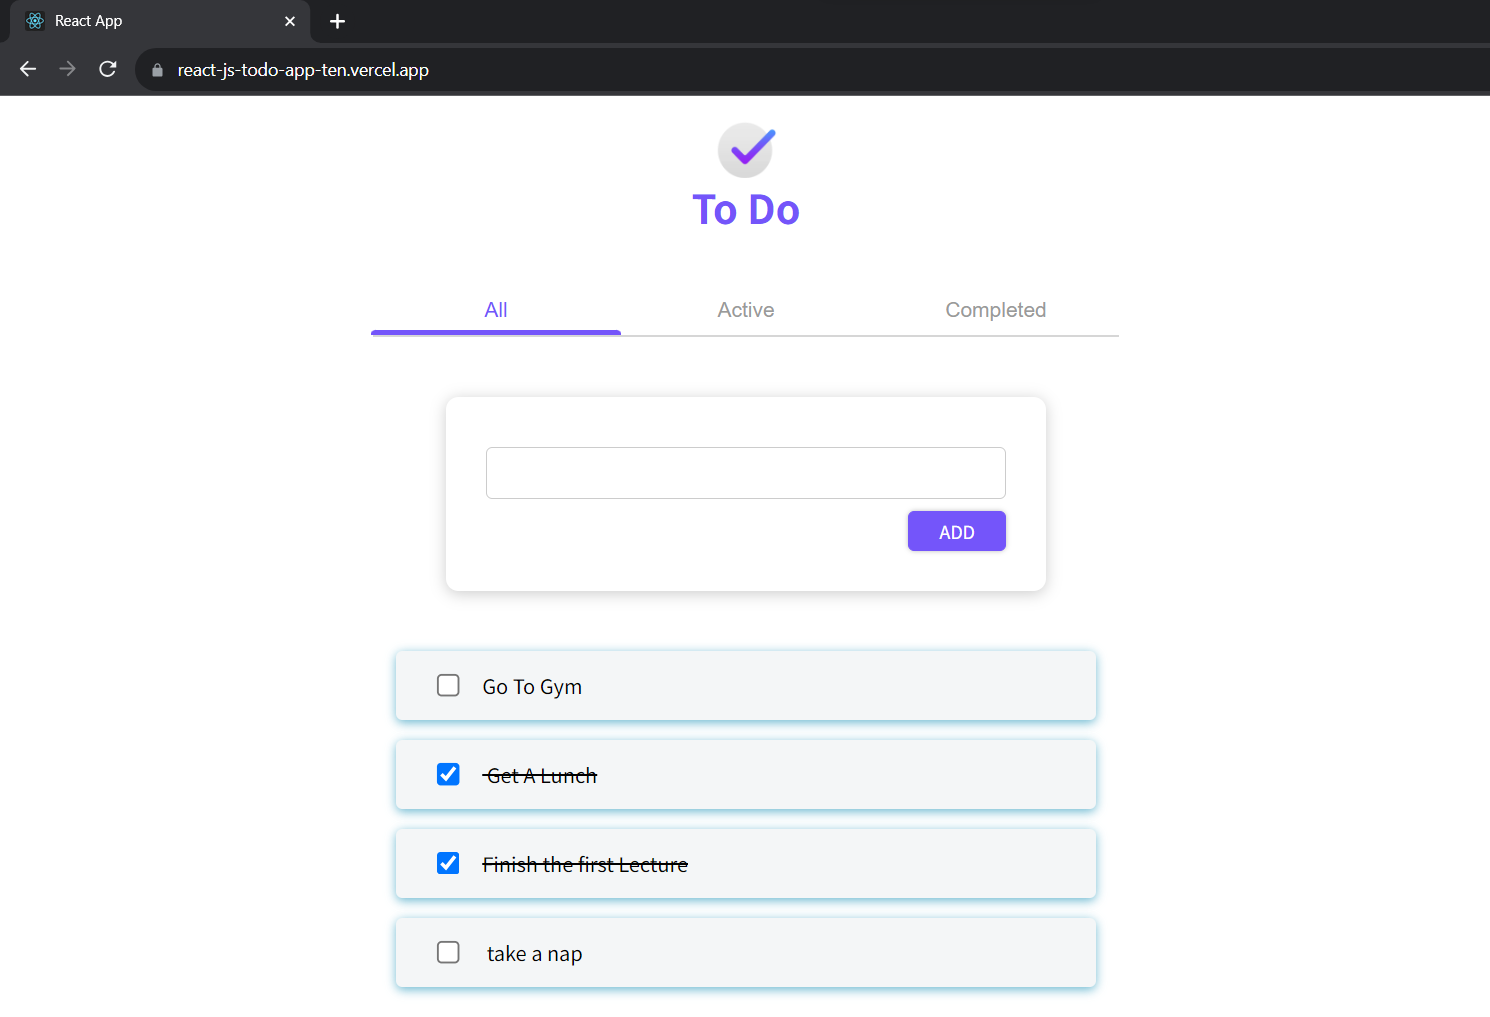 React App
react-js-todo-app-ten.vercel.app
To Do
All Active Completed
ADD
Go To Gym
Get A Lunch
Finish the first Lecture
take a nap